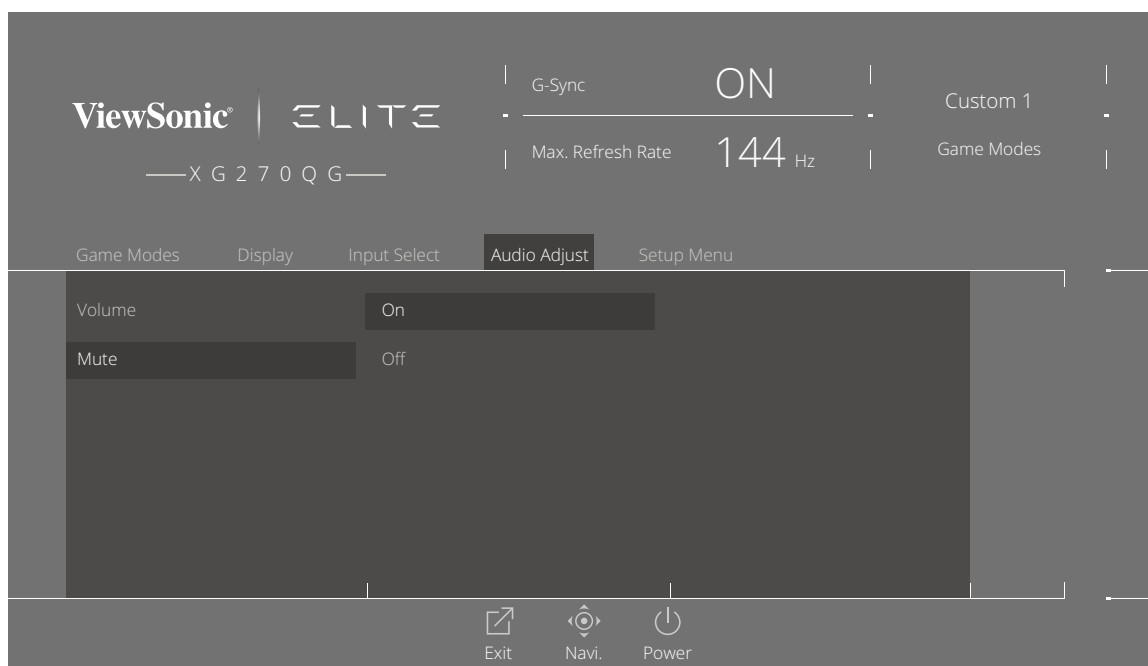 ViewSonic® ELITE
XG270QG
G-Sync ON
Max. Refresh Rate 144 Hz
Custom 1
Game Modes
Game Modes Display Input Select Audio Adjust Setup Menu
Volume On
Mute Off
Exit Navi. Power